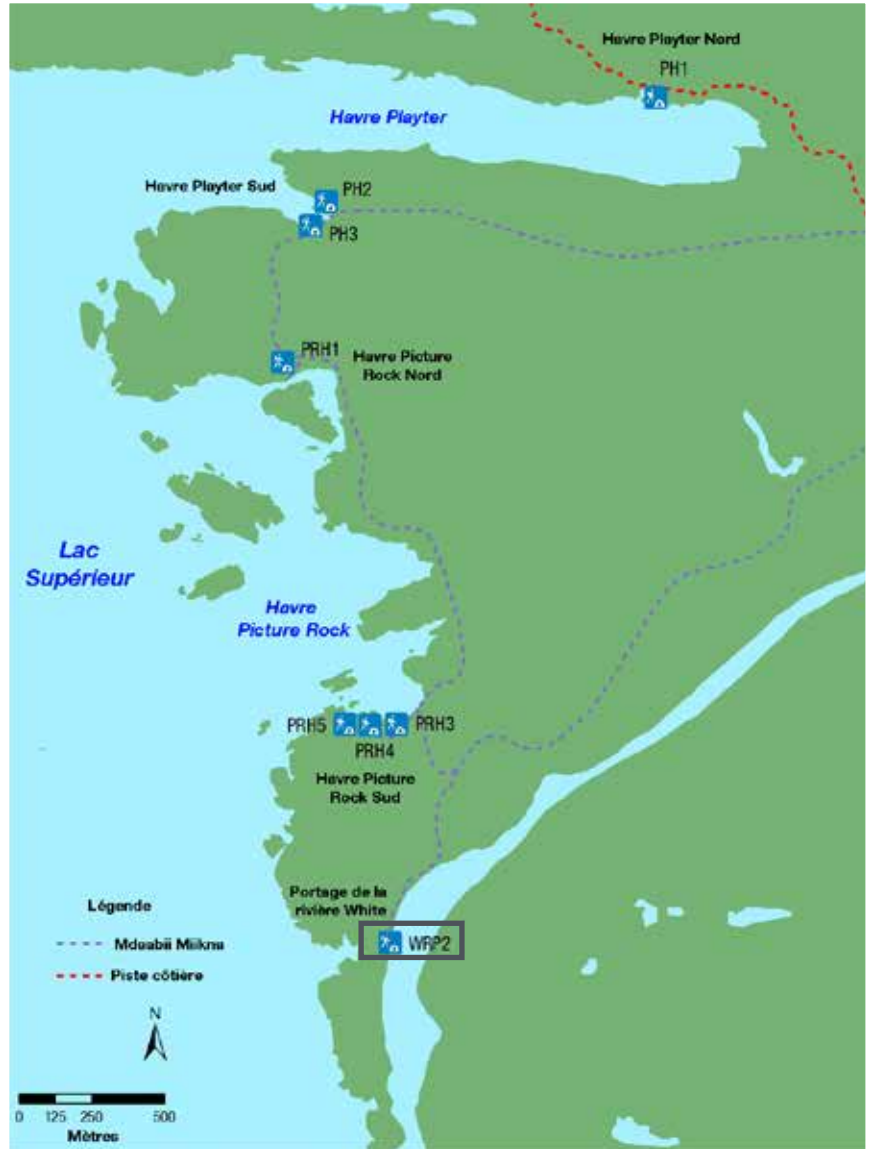 Havre Playter Nord
PH1
Havre Playter
Havre Playter Sud
PH2
PH3
PRH1
Havre Picture
Rock Nord
Lac
Supérieur
Havre
Picture Rock
PRH5
PRH3
PRH4
Havre Picture
Rock Sud
Portage de la
rivière White
WRP2
Légende
Mdaabii Miikna
Piste côtière
N
0 125 250 500
Mètres